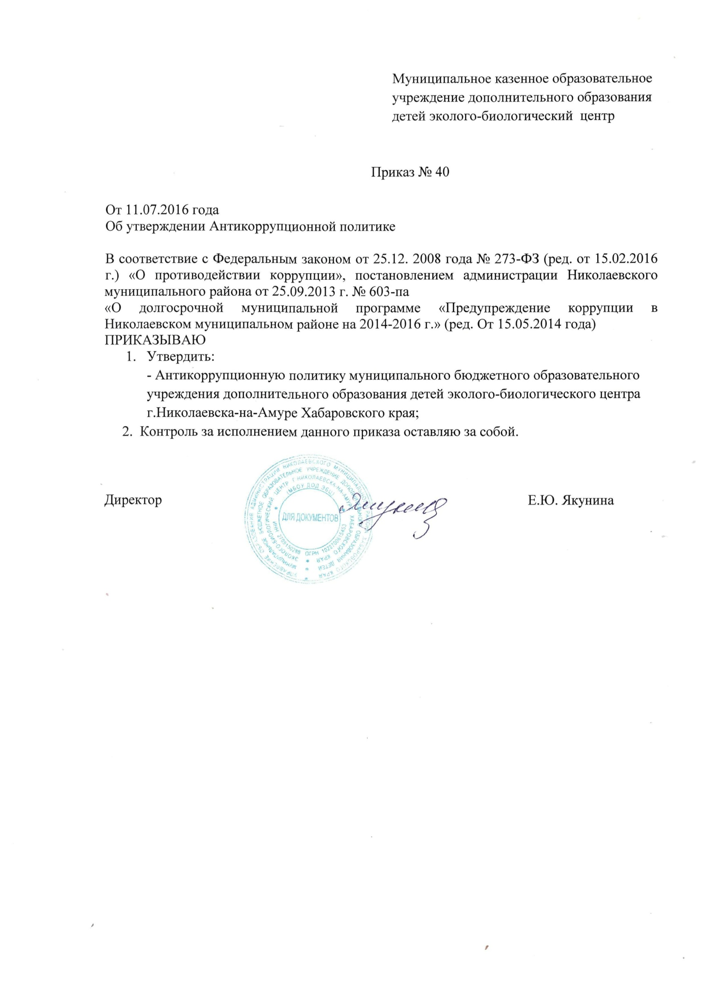 Муниципальное казенное образовательное
учреждение дополнительного образования
детей эколого-биологический центр
Приказ № 40
От 11.07.2016 года
Об утверждении Антикоррупционной политике
В соответствие с Федеральным законом от 25.12. 2008 года № 273-ФЗ (ред. от 15.02.2016
г.) «О противодействии коррупции», постановлением администрации Николаевского
муниципального района от 25.09.2013 г. № 603-па
«О долгосрочной муниципальной программе «Предупреждение коррупции в
Николаевском муниципальном районе на 2014-2016 г.» (ред. От 15.05.2014 года)
ПРИКАЗЫВАЮ
1. Утвердить:
- Антикоррупционную политику муниципального бюджетного образовательного
учреждения дополнительного образования детей эколого-биологического центра
г.Николаевска-на-Амуре Хабаровского края;
2. Контроль за исполнением данного приказа оставляю за собой.
Директор
Е.Ю. Якунина
УПРАВЛЕНИЕ ОБРАЗОВАНИЯ АДМИНИСТРАЦИИ НИКОЛАЕВСКОГО МУНИЦИПАЛЬНОГО РАЙОНА ХАБАРОВСКОГО КРАЯ
МУНИЦИПАЛЬНОЕ БЮДЖЕТНОЕ ОБРАЗОВАТЕЛЬНОЕ УЧРЕЖДЕНИЕ ДОПОЛНИТЕЛЬНОГО ОБРАЗОВАНИЯ ДЕТЕЙ
ЭКОЛОГО-БИОЛОГИЧЕСКИЙ ЦЕНТР Г НИКОЛАЕВСКА-НА-АМУРЕ ХАБАРОВСКОГО КРАЯ
(МБОУ ДОД ЭБЦ)
ИНН 2705150288 ОГРН 1022700615453
ДЛЯ ДОКУМЕНТОВ